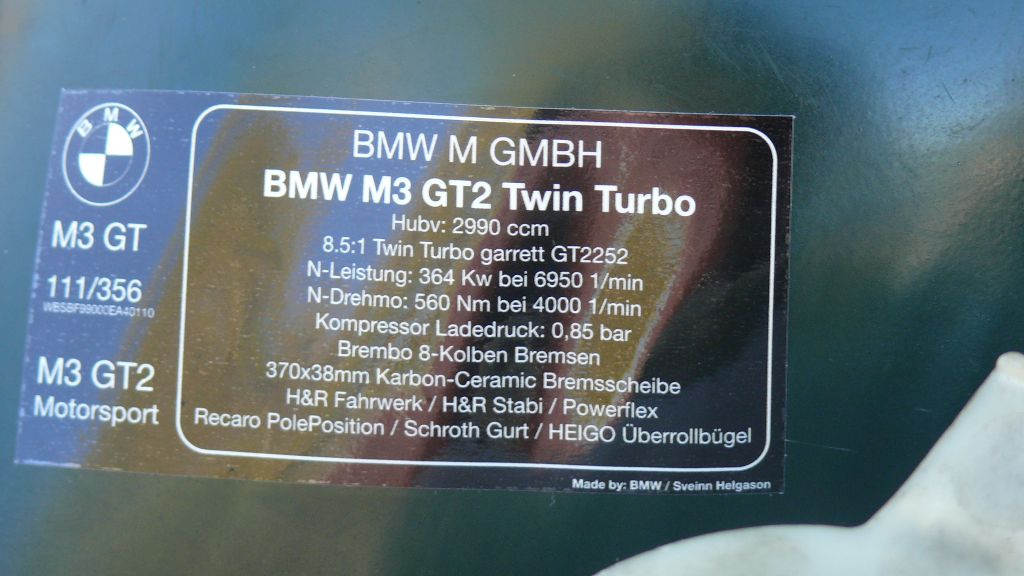 BMW
M3 GT
111/356
WBSBF99000EA40110
M3 GT2
Motorsport
BMW M GMBH
BMW M3 GT2 Twin Turbo
Hubv: 2990 ccm
8.5:1 Twin Turbo garrett GT2252
N-Leistung: 364 Kw bei 6950 1/min
N-Drehmo: 560 Nm bei 4000 1/min
Kompressor Ladedruck: 0,85 bar
Brembo 8-Kolben Bremsen
370x38mm Karbon-Ceramic Bremsscheibe
H&R Fahrwerk / H&R Stabi / Powerflex
Recaro PolePosition / Schroth Gurt / HEIGO Überrollbügel
Made by: BMW / Sveinn Helgason